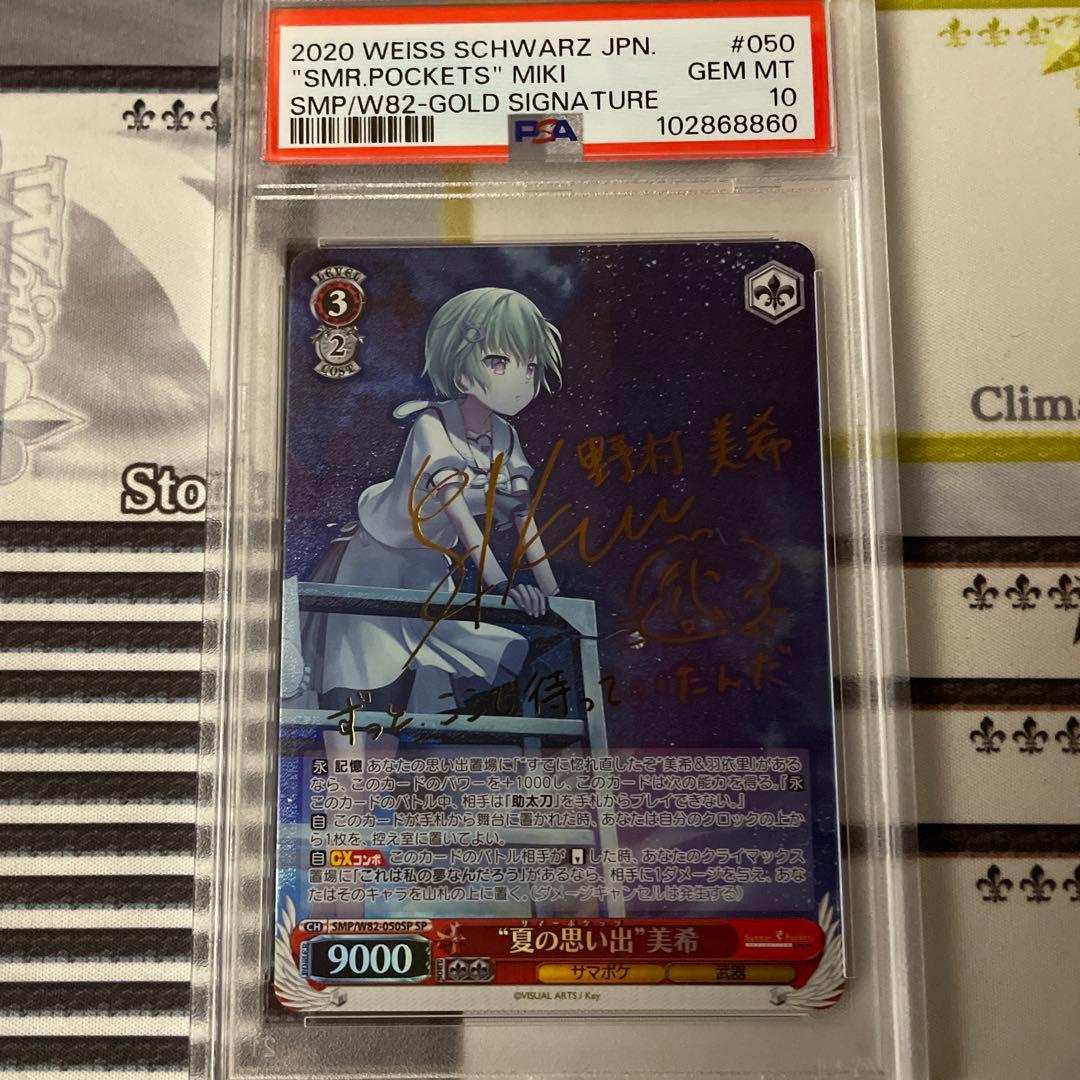 2020 WEISS SCHWARZ JPN. #050
"SMR.POCKETS" MIKI GEM MT
SMP/W82-GOLD SIGNATURE 10
PSA 102868860
Sto
Clima
LEVEL
3
2
COST
野村 美希
ずっと、ここで待っていたんだ
永 記憶 あなたの思い出置場に「“すでに惚れ直したぞ”美希&羽依里」がある
なら、このカードのパワーを+1000し、このカードは次の能力を得る。『永
このカードのバトル中、相手は「助太刀」を手札からプレイできない。』
自 このカードが手札から舞台に置かれた時、あなたは自分のクロックの上か
ら1枚を、控え室に置いてよい。
自 CXコンボ このカードのバトル相手がした時、あなたのクライマックス
置場に「これは私の夢なんだろう!」があるなら、相手に1ダメージを与え、あな
たはそのキャラを山札の上に置く。(ダメージキャンセルは発生する)
CH SMP/W82-050SP SP
サマーポケッツ
“夏の思い出”美希
Summer Pockets
POWER 9000
サマポケ 武器
©VISUAL ARTS / Key